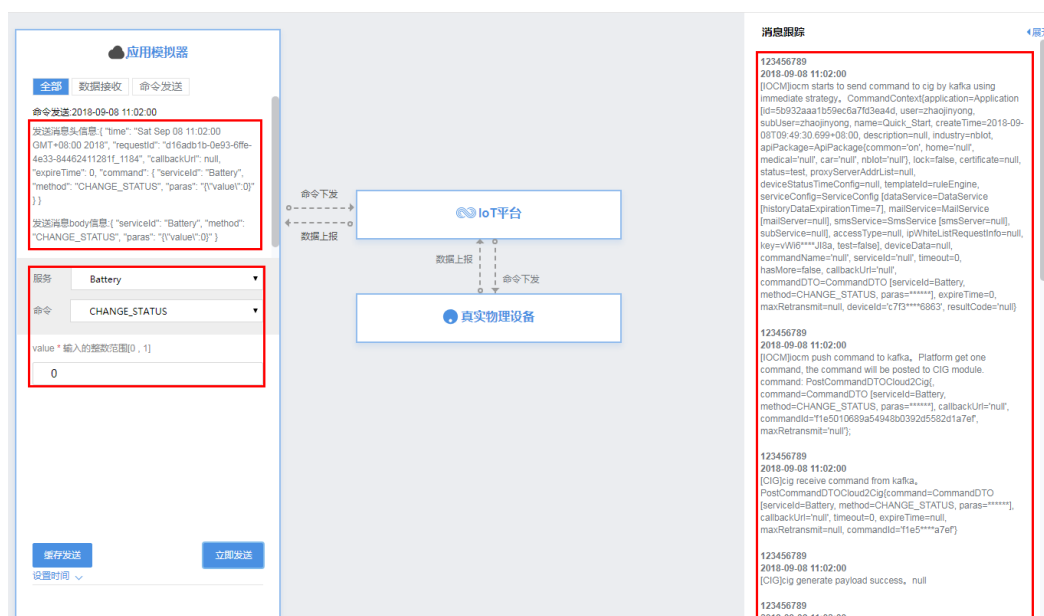 应用模拟器
全部 数据接收 命令发送
命令发送:2018-09-08 11:02:00
发送消息头信息:{ "time": "Sat Sep 08 11:02:00
GMT+08:00 2018", "requestId": "d16adb1b-0e93-6ffe-
4e33-84462411281f_1184", "callbackUrl": null,
"expireTime": 0, "command": { "serviceId": "Battery",
"method": "CHANGE_STATUS", "paras": "{\"value\":0}"
} }
发送消息body信息:{ "serviceId": "Battery", "method":
"CHANGE_STATUS", "paras": "{\"value\":0}" }
服务 Battery
命令 CHANGE_STATUS
value * 输入的整数范围[0 , 1]
0
缓存发送 立即发送
设置时间
命令下发
数据上报
IoT平台
数据上报
命令下发
真实物理设备
消息跟踪
123456789
2018-09-08 11:02:00
[IOCM]iocm starts to send command to cig by kafka using
immediate strategy。CommandContext{application=Application
[id=5b932aaa1b59ec6a7fd3ea4d, user=zhaojinyong,
subUser=zhaojinyong, name=Quick_Start, createTime=2018-09-
08T09:49:30.699+08:00, description=null, industry=nbIot,
apiPackage=ApiPackage{common='on', home='null',
medical='null', car='null', nbIot='null'}, lock=false, certificate=null,
status=test, proxyServerAddrList=null,
deviceStatusTimeConfig=null, templateId=ruleEngine,
serviceConfig=ServiceConfig [dataService=DataService
[historyDataExpirationTime=7], mailService=MailService
[mailServer=null], smsService=SmsService [smsServer=null],
subService=null], accessType=null, ipWhiteListRequestInfo=null,
key=vWi6****JI8a, test=false], deviceData=null,
commandName='null', serviceId='null', timeout=0,
hasMore=false, callbackUrl='null',
commandDTO=CommandDTO [serviceId=Battery,
method=CHANGE_STATUS, paras=******], expireTime=0,
maxRetransmit=null, deviceId='c7f3****6863', resultCode='null}
123456789
2018-09-08 11:02:00
[IOCM]iocm push command to kafka。Platform get one
command, the command will be posted to CIG module.
command: PostCommandDTOCloud2Cig{,
command=CommandDTO [serviceId=Battery,
method=CHANGE_STATUS, paras=******], callbackUrl='null',
commandId='f1e5010689a54948b0392d5582d1a7ef',
maxRetransmit='null'};
123456789
2018-09-08 11:02:00
[CIG]cig receive command from kafka。
PostCommandDTOCloud2Cig{command=CommandDTO
[serviceId=Battery, method=CHANGE_STATUS, paras=******],
callbackUrl='null', timeout=0, expireTime=null,
maxRetransmit=null, commandId='f1e5****a7ef'}
123456789
2018-09-08 11:02:00
[CIG]cig generate payload success。null
123456789